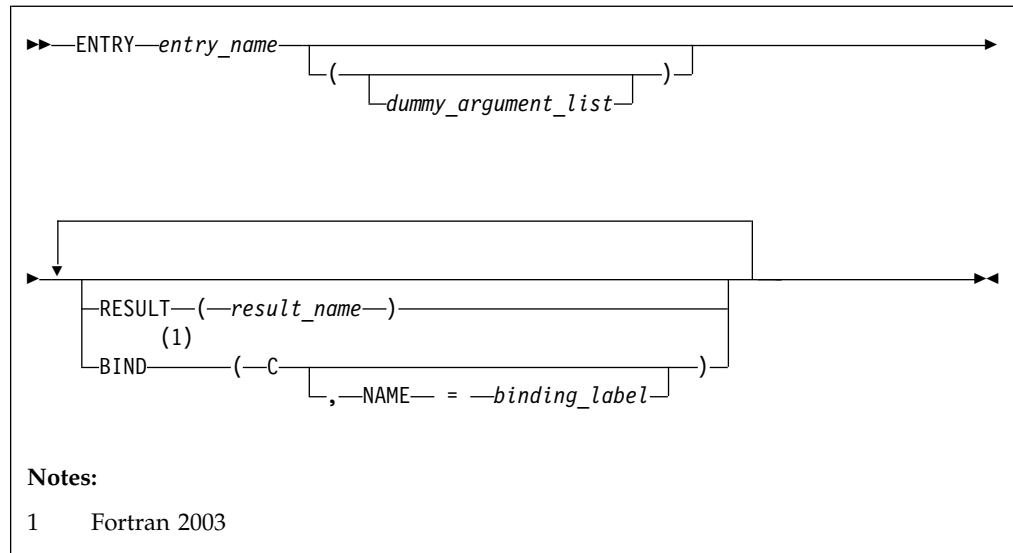 ENTRY entry_name
( )
dummy_argument_list
RESULT ( result_name )
(1)
BIND ( C )
, NAME = binding_label
Notes:
1 Fortran 2003